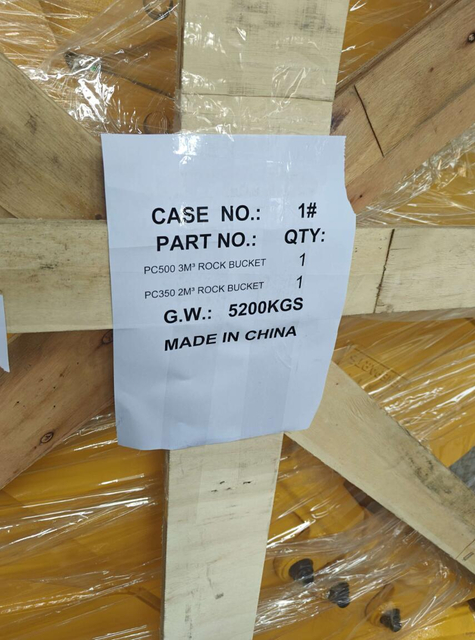 CASE NO.: 1#
PART NO.: QTY:
PC500 3M³ ROCK BUCKET 1
PC350 2M³ ROCK BUCKET 1
G.W.: 5200KGS
MADE IN CHINA